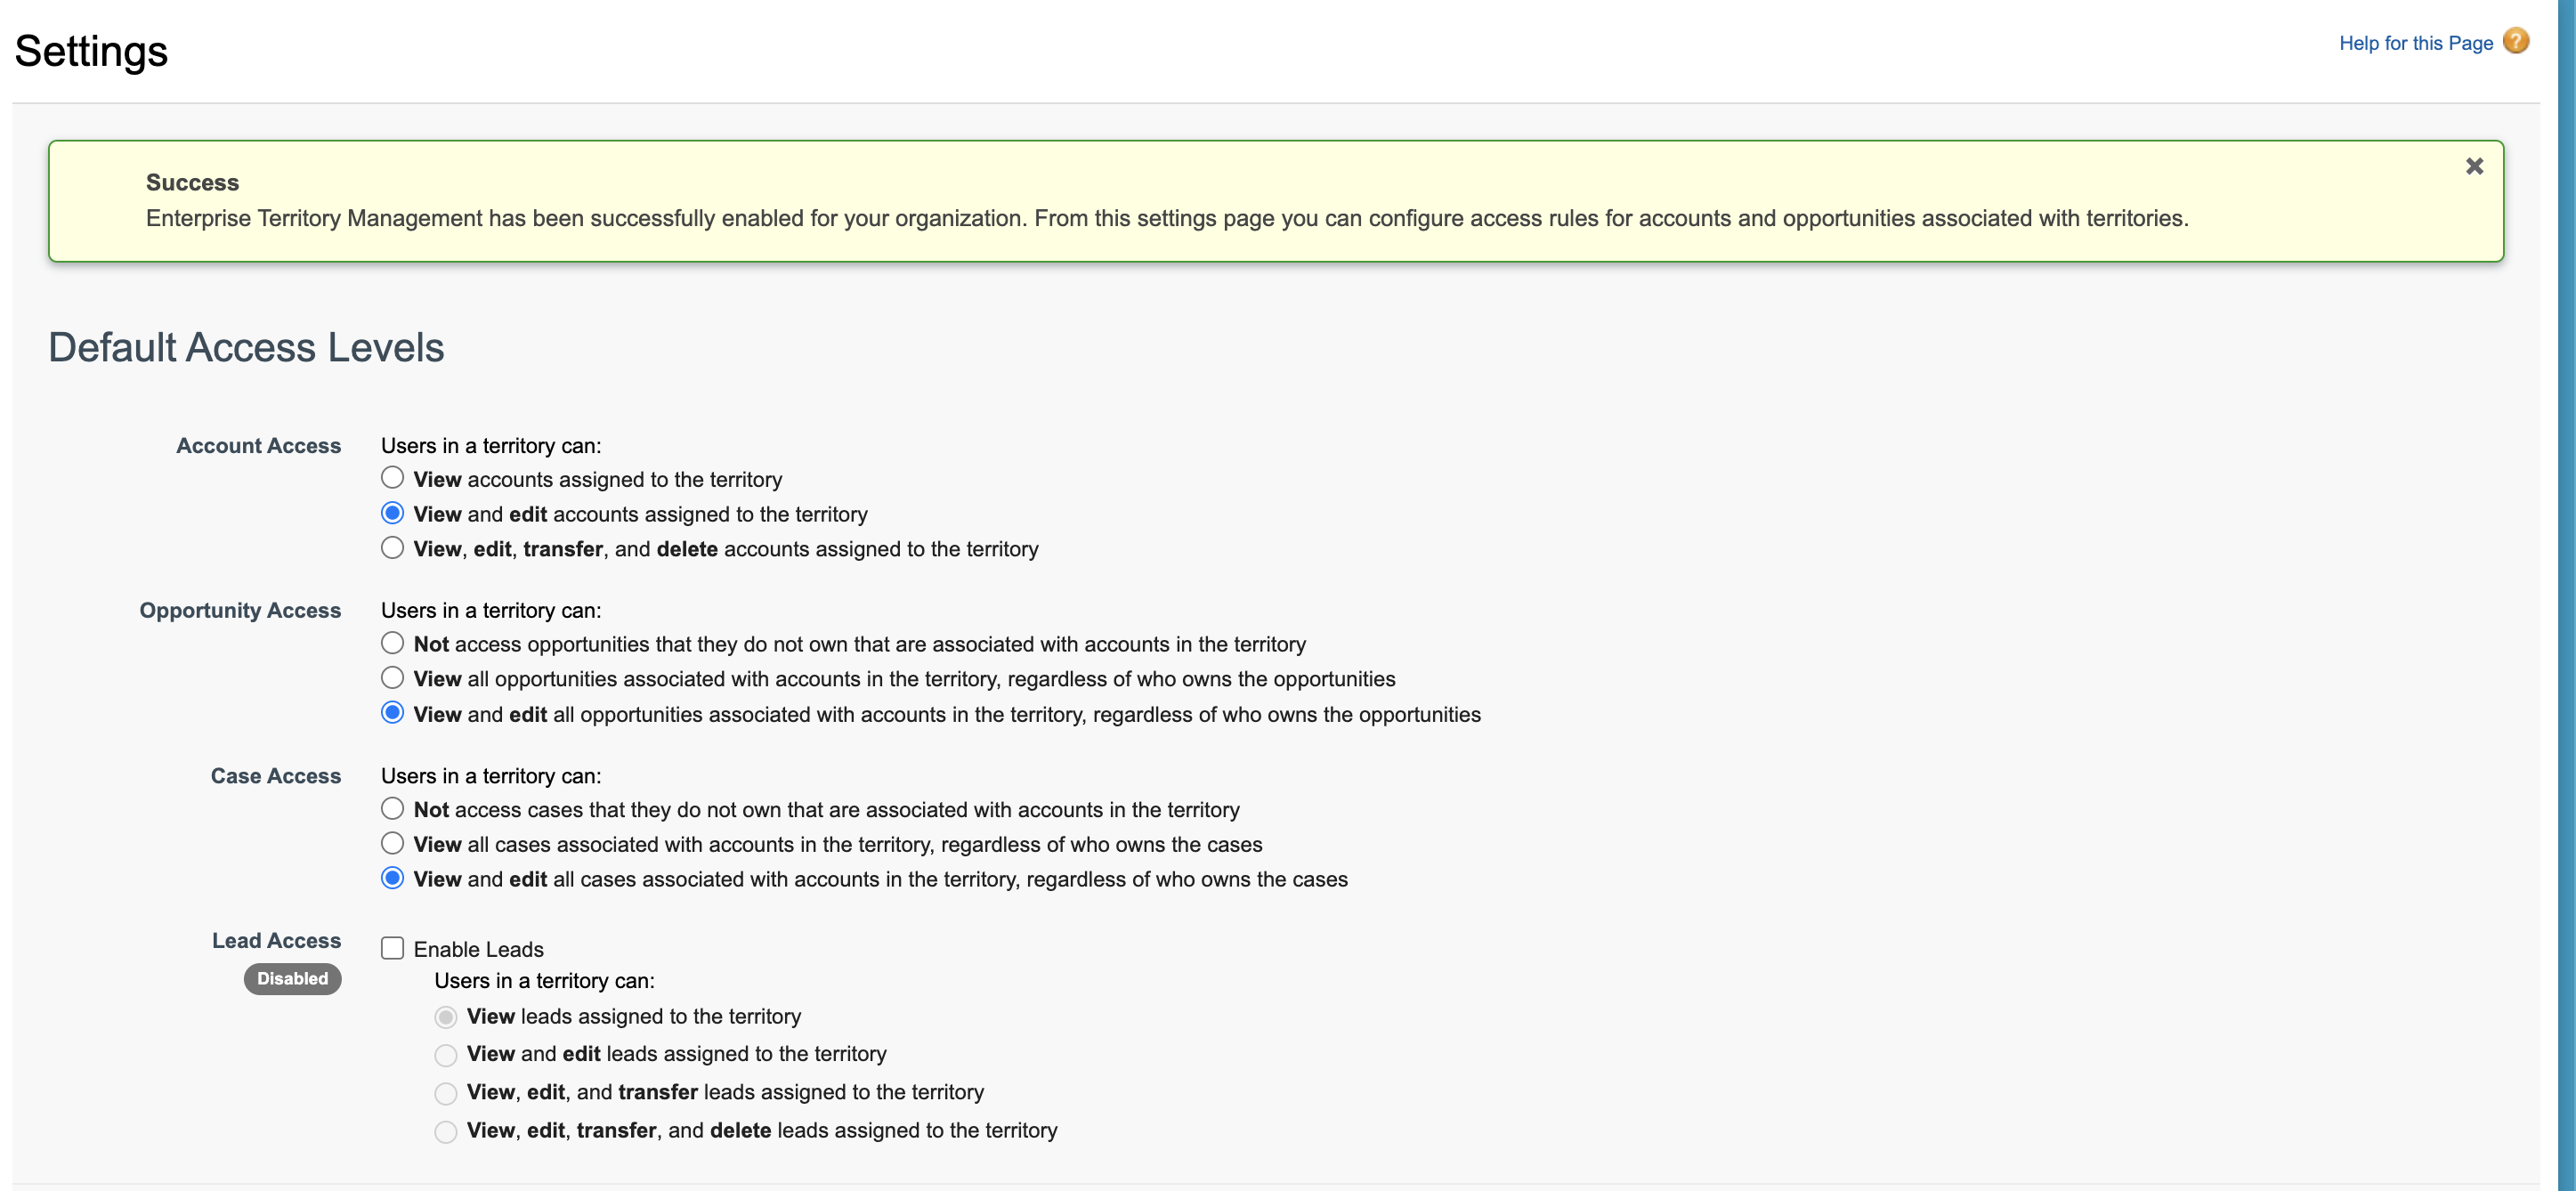 Settings
Help for this Page ?
Success
Enterprise Territory Management has been successfully enabled for your organization. From this settings page you can configure access rules for accounts and opportunities associated with territories.
Default Access Levels
Account Access
Users in a territory can:
View accounts assigned to the territory
View and edit accounts assigned to the territory
View, edit, transfer, and delete accounts assigned to the territory
Opportunity Access
Users in a territory can:
Not access opportunities that they do not own that are associated with accounts in the territory
View all opportunities associated with accounts in the territory, regardless of who owns the opportunities
View and edit all opportunities associated with accounts in the territory, regardless of who owns the opportunities
Case Access
Users in a territory can:
Not access cases that they do not own that are associated with accounts in the territory
View all cases associated with accounts in the territory, regardless of who owns the cases
View and edit all cases associated with accounts in the territory, regardless of who owns the cases
Lead Access
Disabled
Enable Leads
Users in a territory can:
View leads assigned to the territory
View and edit leads assigned to the territory
View, edit, and transfer leads assigned to the territory
View, edit, transfer, and delete leads assigned to the territory